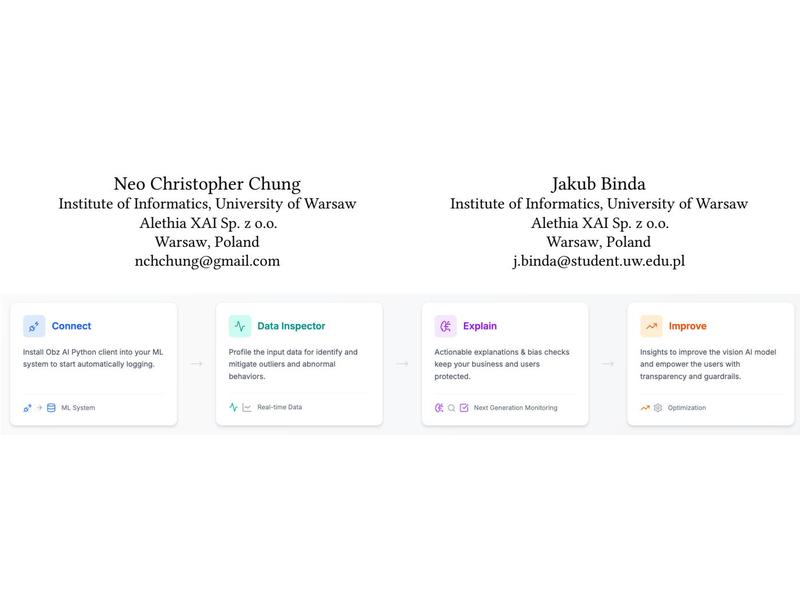 Neo Christopher Chung
Institute of Informatics, University of Warsaw
Alethia XAI Sp. z o.o.
Warsaw, Poland
nchchung@gmail.com
Jakub Binda
Institute of Informatics, University of Warsaw
Alethia XAI Sp. z o.o.
Warsaw, Poland
j.binda@student.uw.edu.pl
Connect
Install Obz AI Python client into your ML
system to start automatically logging.
ML System
Data Inspector
Profile the input data for identify and
mitigate outliers and abnormal
behaviors.
Real-time Data
Explain
Actionable explanations & bias checks
keep your business and users
protected.
Next Generation Monitoring
Improve
Insights to improve the vision AI model
and empower the users with
transparency and guardrails.
Optimization